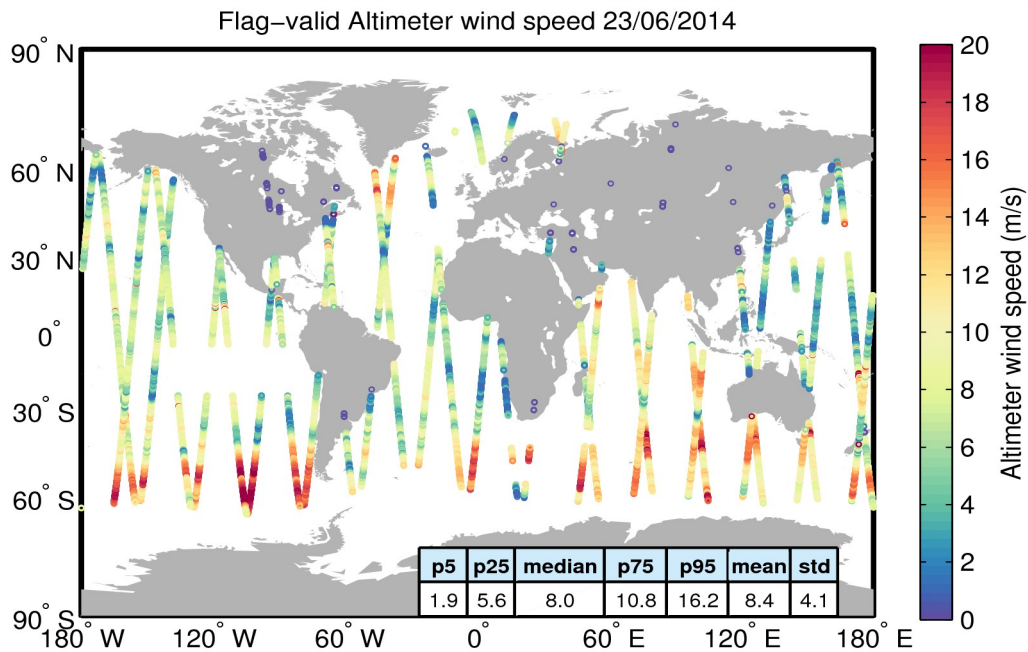 Flag−valid Altimeter wind speed 23/06/2014
90° N
60° N
30° N
0°
30° S
60° S
90° S
180° W
120° W
60° W
0°
60° E
120° E
180° E
p5 p25 median p75 p95 mean std
1.9 5.6 8.0 10.8 16.2 8.4 4.1
20
18
16
14
12
10
8
6
4
2
0
Altimeter wind speed (m/s)